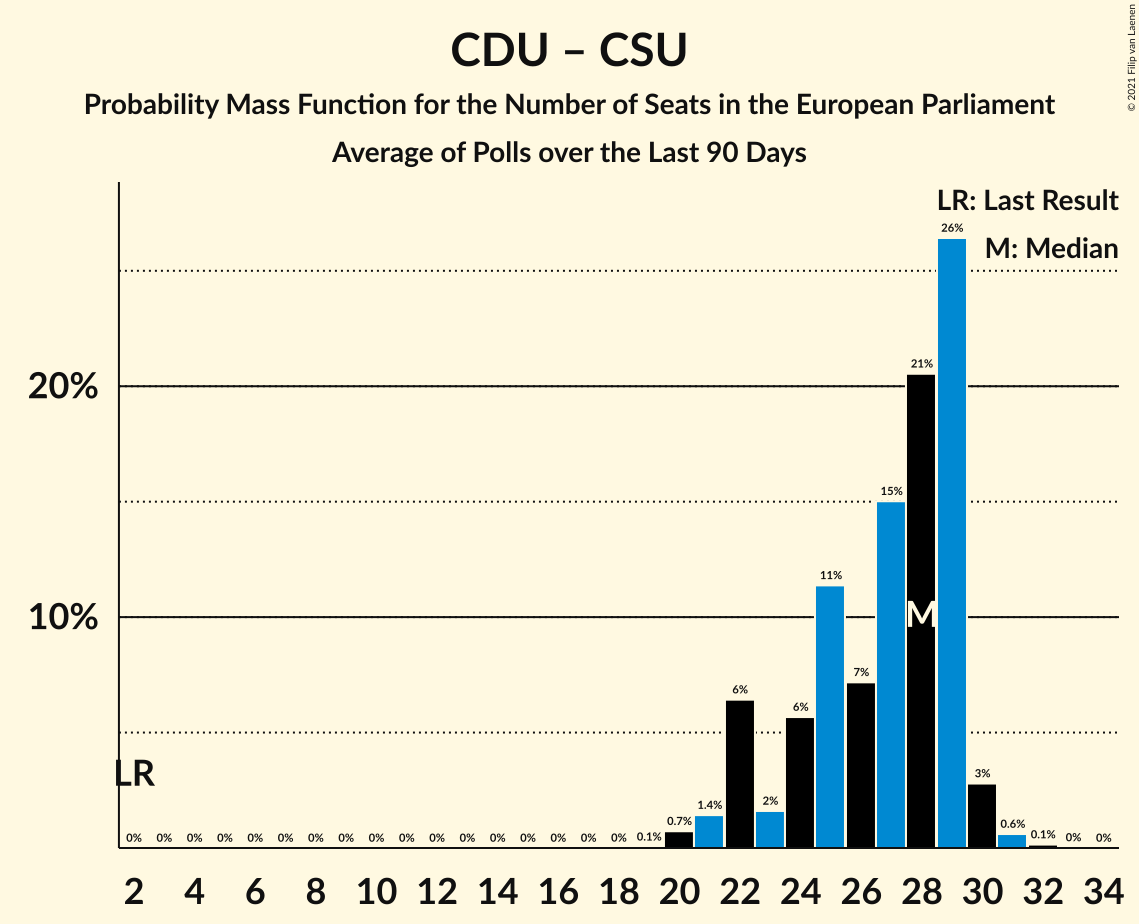 CDU – CSU
Probability Mass Function for the Number of Seats in the European Parliament
Average of Polls over the Last 90 Days
© 2021 Filip van Laenen
LR: Last Result
M: Median
26%
21%
20%
15%
11%
10%
M
7%
6%
6%
LR
3%
2%
1.4%
0.7%
0.6%
0% 0% 0% 0% 0% 0% 0% 0% 0% 0% 0% 0% 0% 0% 0% 0% 0% 0.1% 0.1% 0% 0%
2 4 6 8 10 12 14 16 18 20 22 24 26 28 30 32 34